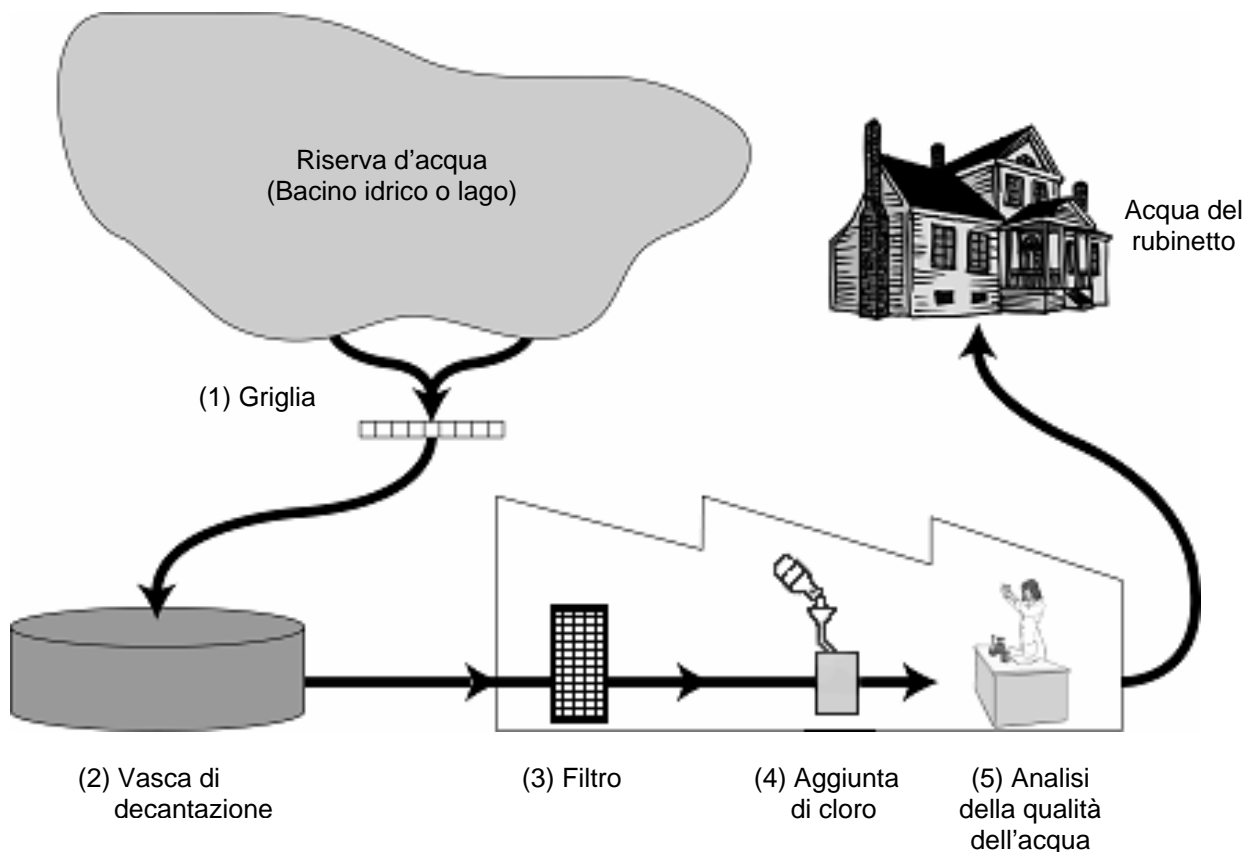 Riserva d’acqua
(Bacino idrico o lago)
Acqua del
rubinetto
(1) Griglia
(2) Vasca di
decantazione
(3) Filtro
(4) Aggiunta
di cloro
(5) Analisi
della qualità
dell’acqua